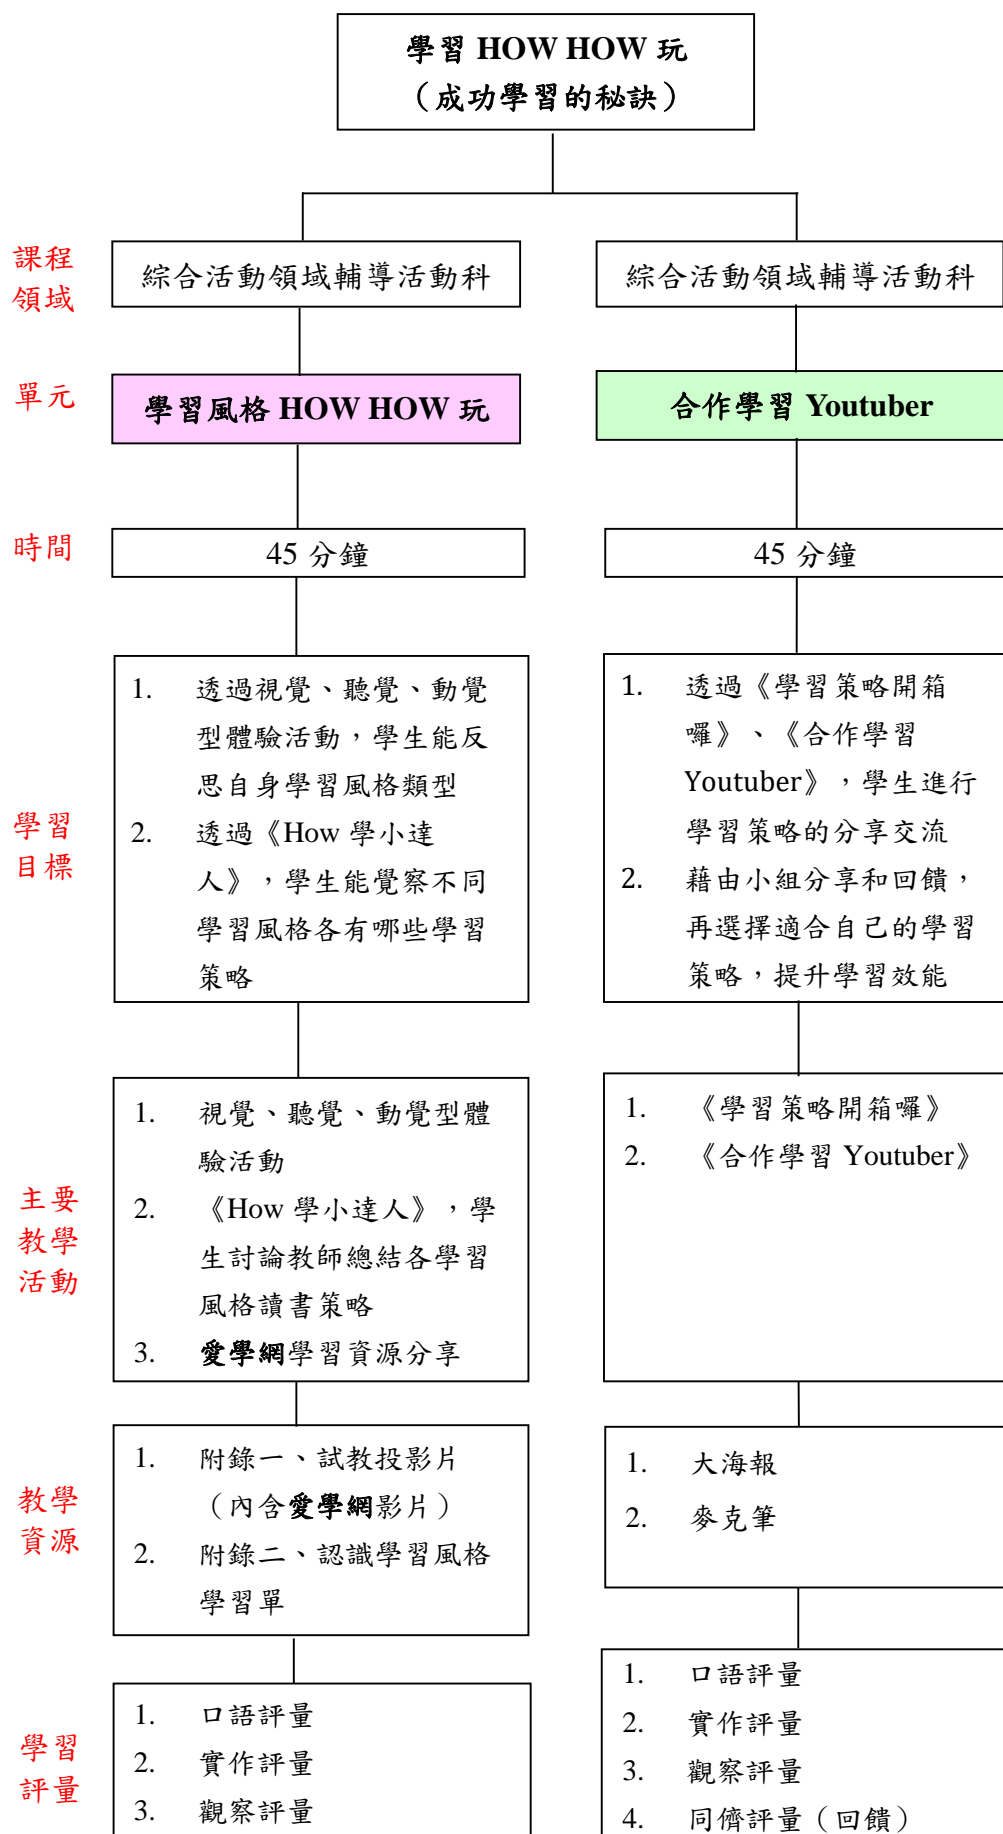 學習 HOW HOW 玩
（成功學習的秘訣）
課程
領域
綜合活動領域輔導活動科
綜合活動領域輔導活動科
單元
學習風格 HOW HOW 玩
合作學習 Youtuber
時間
45 分鐘
45 分鐘
學習
目標
1. 透過視覺、聽覺、動覺
型體驗活動，學生能反
思自身學習風格類型
2. 透過《How 學小達
人》，學生能覺察不同
學習風格各有哪些學習
策略
1. 透過《學習策略開箱
囉》、《合作學習
Youtuber》，學生進行
學習策略的分享交流
2. 藉由小組分享和回饋，
再選擇適合自己的學習
策略，提升學習效能
主要
教學
活動
1. 視覺、聽覺、動覺型體
驗活動
2. 《How 學小達人》，學
生討論教師總結各學習
風格讀書策略
3. 愛學網學習資源分享
1. 《學習策略開箱囉》
2. 《合作學習 Youtuber》
教學
資源
1. 附錄一、試教投影片
（內含愛學網影片）
2. 附錄二、認識學習風格
學習單
1. 大海報
2. 麥克筆
學習
評量
1. 口語評量
2. 實作評量
3. 觀察評量
1. 口語評量
2. 實作評量
3. 觀察評量
4. 同儕評量（回饋）